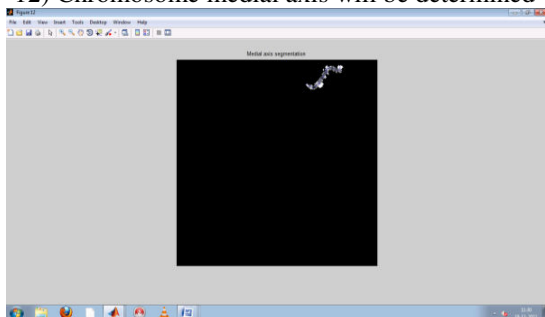 12) Chromosome medial axis will be determined
Figure 12
File Edit View Insert Tools Desktop Window Help
Medial axis segmentation